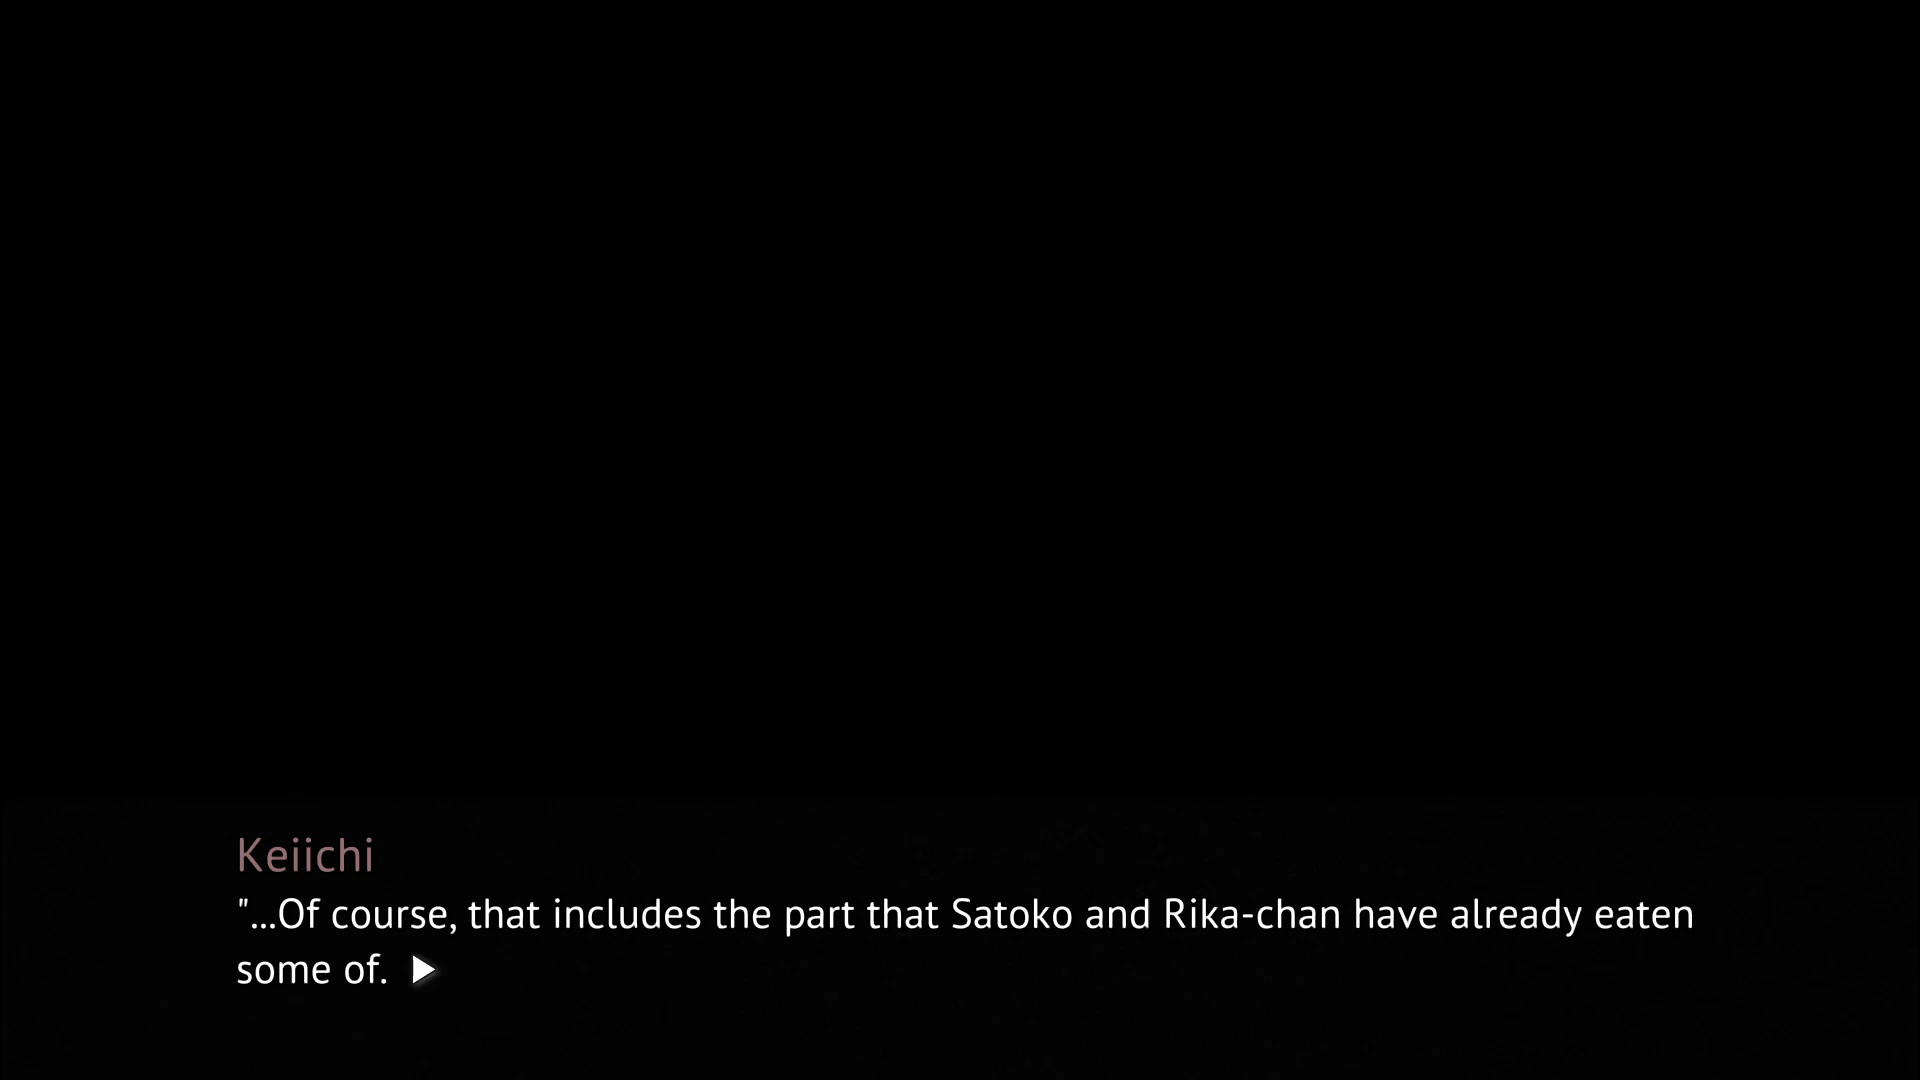 Keiichi
"...Of course, that includes the part that Satoko and Rika-chan have already eaten
some of.